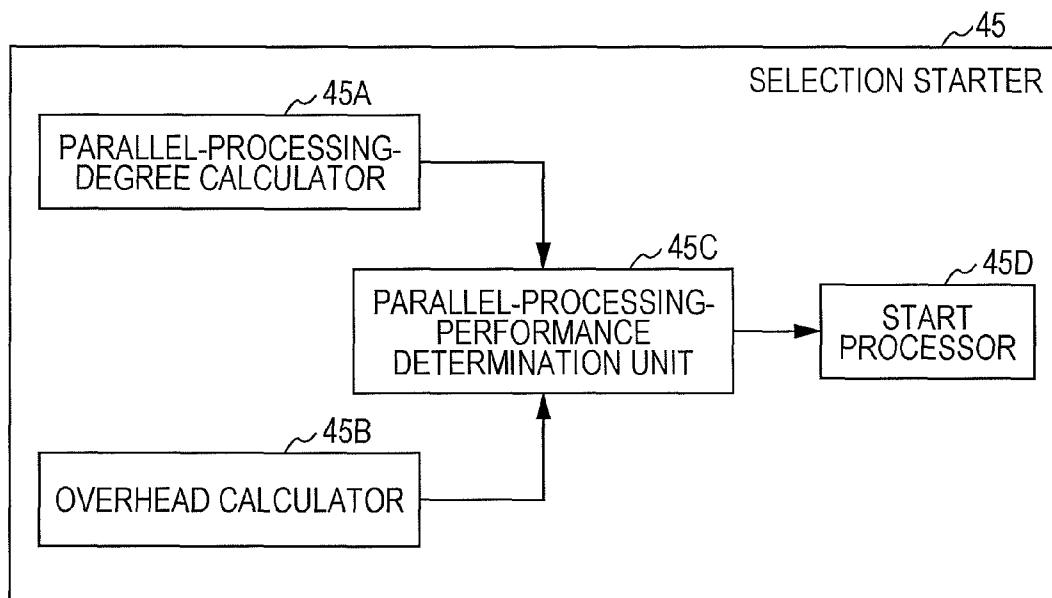 45
SELECTION STARTER
45A
PARALLEL-PROCESSING-
DEGREE CALCULATOR
45C
PARALLEL-PROCESSING-
PERFORMANCE
DETERMINATION UNIT
45D
START
PROCESSOR
45B
OVERHEAD CALCULATOR